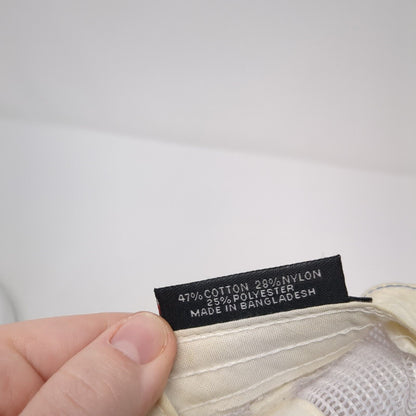 47% COTTON 28% NYLON
25% POLYESTER
MADE IN BANGLADESH